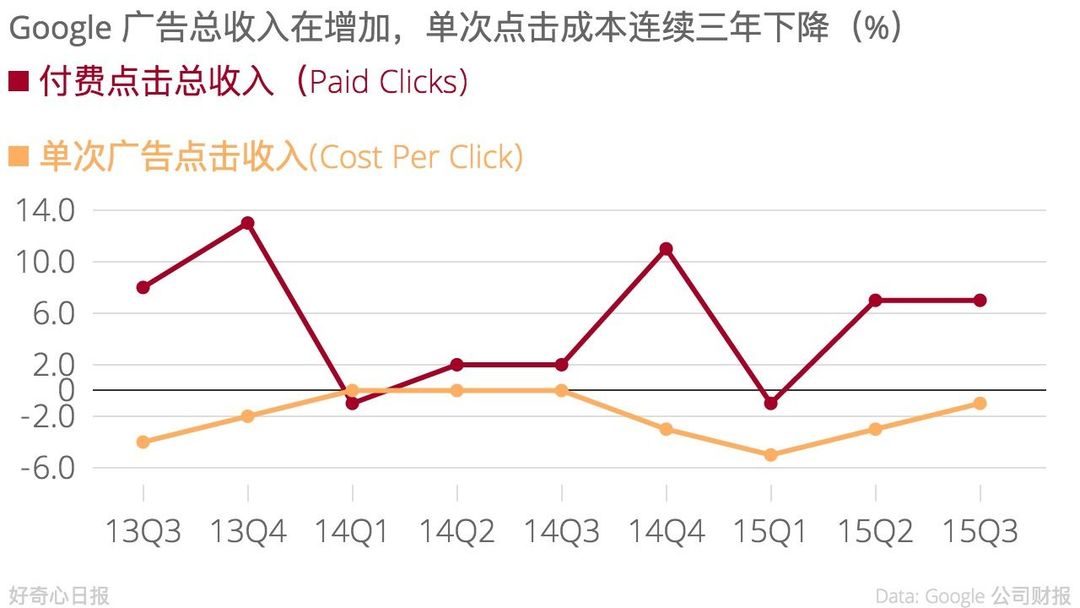 Google 广告总收入在增加，单次点击成本连续三年下降（%）
付费点击总收入（Paid Clicks）
单次广告点击收入(Cost Per Click)
14.0
10.0
6.0
2.0
0
-2.0
-6.0
13Q3 13Q4 14Q1 14Q2 14Q3 14Q4 15Q1 15Q2 15Q3
好奇心日报 Data: Google 公司财报